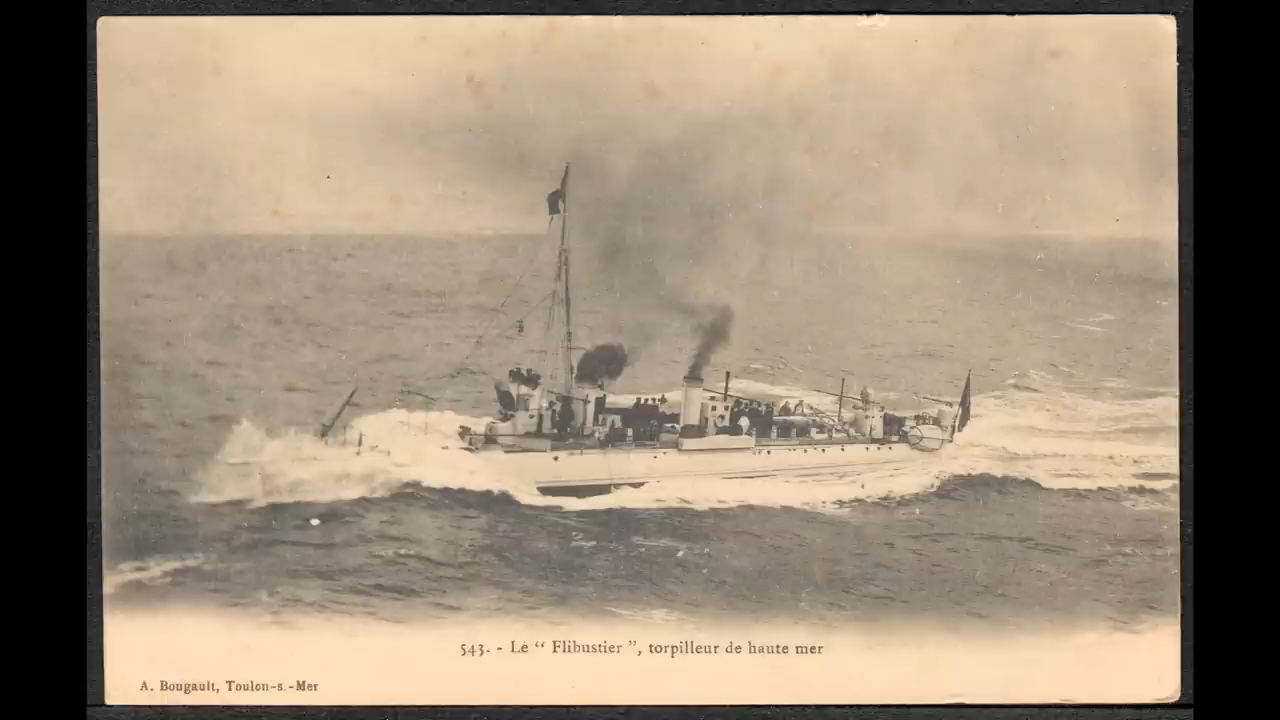 543. - Le “ Flibustier ”, torpilleur de haute mer
A. Bougault, Toulon-s.-Mer